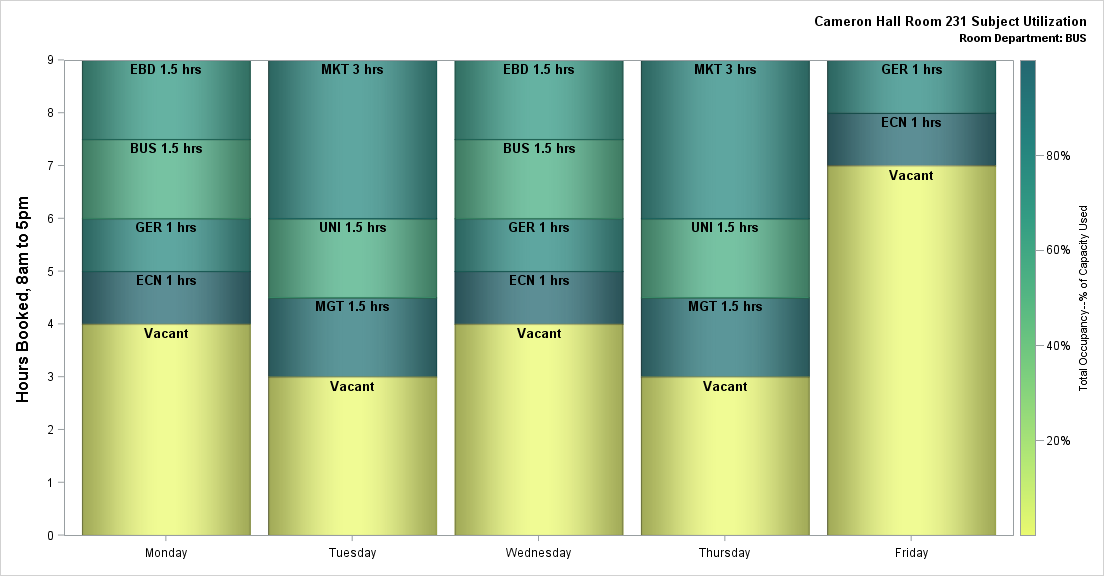 Cameron Hall Room 231 Subject Utilization
Room Department: BUS
Hours Booked, 8am to 5pm
9
8
7
6
5
4
3
2
1
0
EBD 1.5 hrs
BUS 1.5 hrs
GER 1 hrs
ECN 1 hrs
Vacant
MKT 3 hrs
UNI 1.5 hrs
MGT 1.5 hrs
Vacant
EBD 1.5 hrs
BUS 1.5 hrs
GER 1 hrs
ECN 1 hrs
Vacant
MKT 3 hrs
UNI 1.5 hrs
MGT 1.5 hrs
Vacant
GER 1 hrs
ECN 1 hrs
Vacant
Monday
Tuesday
Wednesday
Thursday
Friday
80%
60%
40%
20%
Total Occupancy--% of Capacity Used